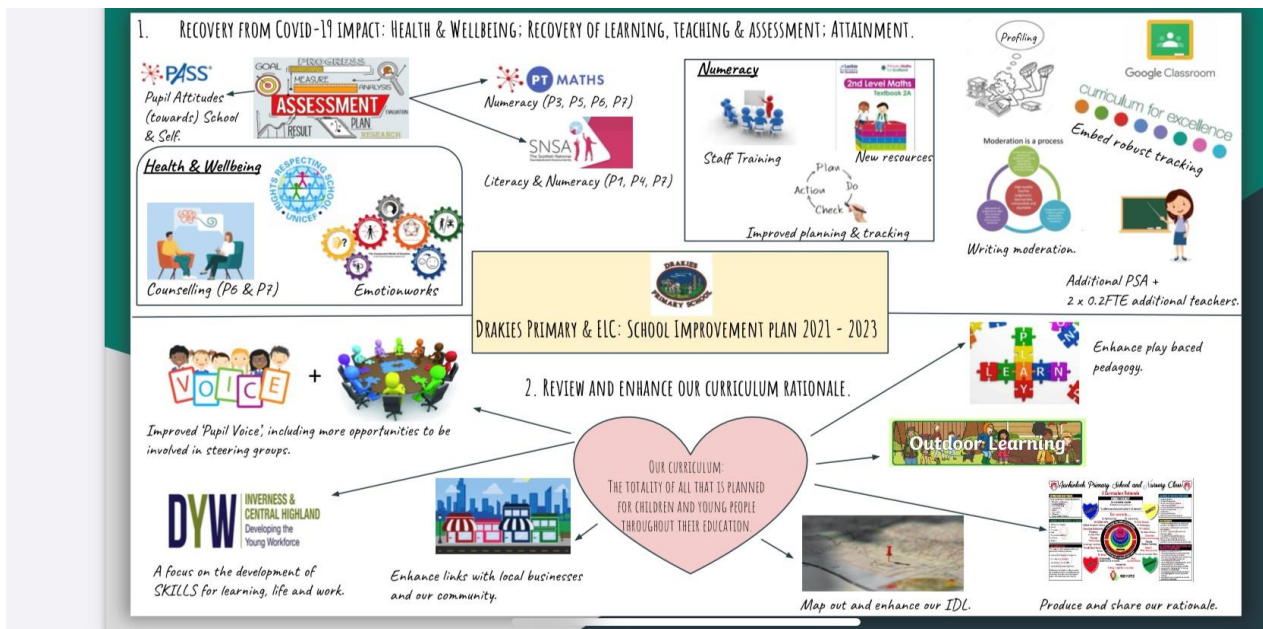 1. RECOVERY FROM COVID-19 IMPACT: HEALTH & WELLBEING; RECOVERY OF LEARNING, TEACHING & ASSESSMENT; ATTAINMENT.
PASS
Pupil Attitudes
(towards) School
& Self.
GOAL
PROGRESS
MEASURE
ANALYSIS
ASSESSMENT
EVALUATION
RESULT
PLAN
RESEARCH
PT MATHS
Numeracy (P3, P5, P6, P7)
SNSA
Literacy & Numeracy (P1, P4, P7)
Health & Wellbeing
RIGHTS RESPECTING SCHOOL
UNICEF
Counselling (P6 & P7)
Emotionworks
Numeracy
Staff Training
2nd Level Maths
Textbook 2A
New resources
Plan
Do
Check
Action
Improved planning & tracking
Profiling
Google Classroom
curriculum for excellence
Embed robust tracking
Moderation is a process
Writing moderation.
Additional PSA +
2 x 0.2FTE additional teachers.
DRAKIES
PRIMARY SCHOOL
DRAKIES PRIMARY & ELC: SCHOOL IMPROVEMENT PLAN 2021 - 2023
2. REVIEW AND ENHANCE OUR CURRICULUM RATIONALE.
VOICE
+
Improved 'Pupil Voice', including more opportunities to be
involved in steering groups.
DYW
INVERNESS &
CENTRAL HIGHLAND
Developing the
Young Workforce
A focus on the development of
SKILLS for learning, life and work.
Enhance links with local businesses
and our community.
OUR CURRICULUM:
THE TOTALITY OF ALL THAT IS PLANNED
FOR CHILDREN AND YOUNG PEOPLE
THROUGHOUT THEIR EDUCATION.
Map out and enhance our IDL.
PLAY
LEARN
Enhance play based
pedagogy.
Outdoor Learning
Primary School and Nursery Class
Produce and share our rationale.